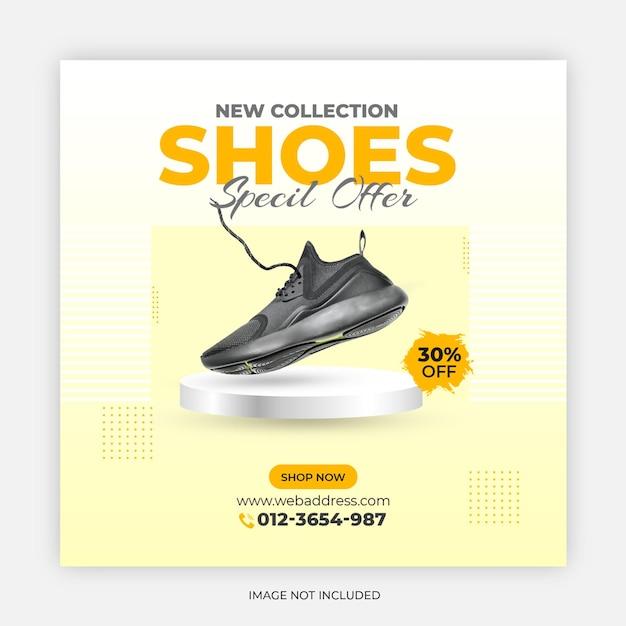 NEW COLLECTION
SHOES
Specil Offer
30%
OFF
SHOP NOW
www.webaddress.com
012-3654-987
IMAGE NOT INCLUDED